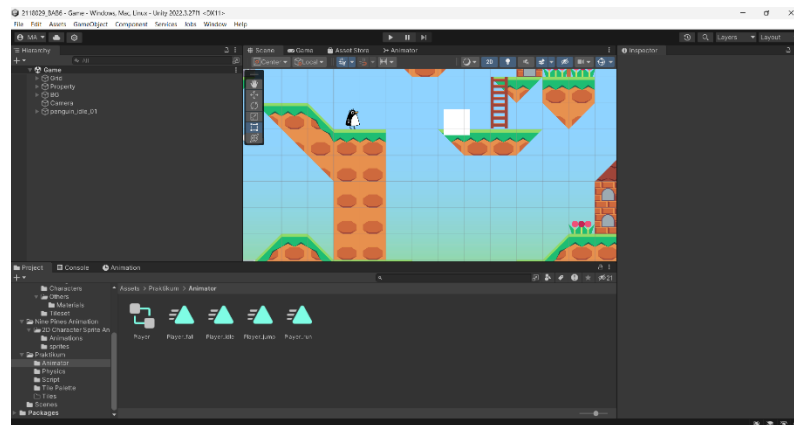 2118029_BAB6 - Game - Windows, Mac, Linux - Unity 2022.3.27f1 <DX11>
File Edit Assets GameObject Component Services Jobs Window Help
MA
Layers Layout
Hierarchy
Scene Game Asset Store Animator
Inspector
All
Center Local 2D
Game
Grid
Property
BG
Camera
penguin_idle_01
Project Console Animation
21
Characters
Others
Materials
Tileset
Nine Pines Animation
2D Character Sprite An
Animations
sprites
Praktikum
Animator
Physics
Script
Tile Palette
Tiles
Scenes
Packages
Assets > Praktikum > Animator
Player Player_fall Player_idle Player_jump Player_run